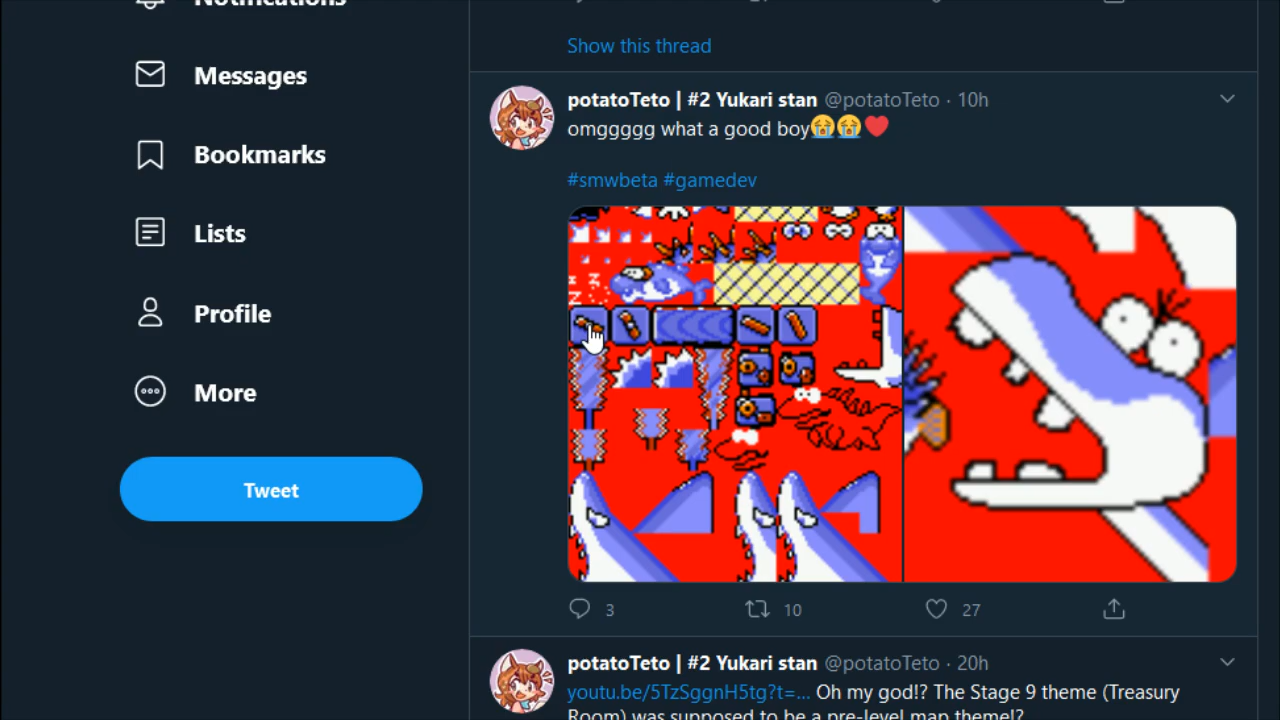 Notifications
Messages
Bookmarks
Lists
Profile
More
Tweet
Show this thread
potatoTeto | #2 Yukari stan @potatoTeto · 10h
omggggg what a good boy😭😭❤️
#smwbeta #gamedev
3 10 27
potatoTeto | #2 Yukari stan @potatoTeto · 20h
youtu.be/5TzSggnH5tg?t=... Oh my god!? The Stage 9 theme (Treasury
Room) was supposed to be a pre-level map theme!?